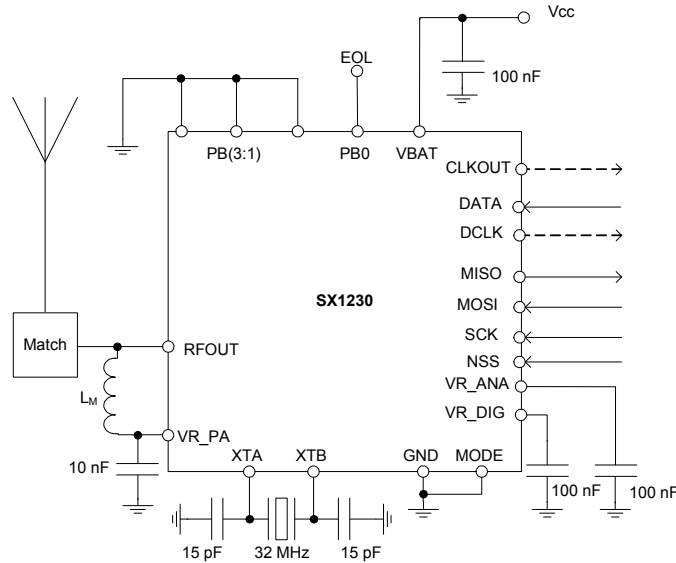 Vcc
EOL
100 nF
PB(3:1)
PB0
VBAT
CLKOUT
DATA
DCLK
MISO
SX1230
MOSI
SCK
NSS
Match
RFOUT
VR_ANA
LM
VR_DIG
VR_PA
XTA
XTB
GND
MODE
10 nF
100 nF
100 nF
15 pF
32 MHz
15 pF